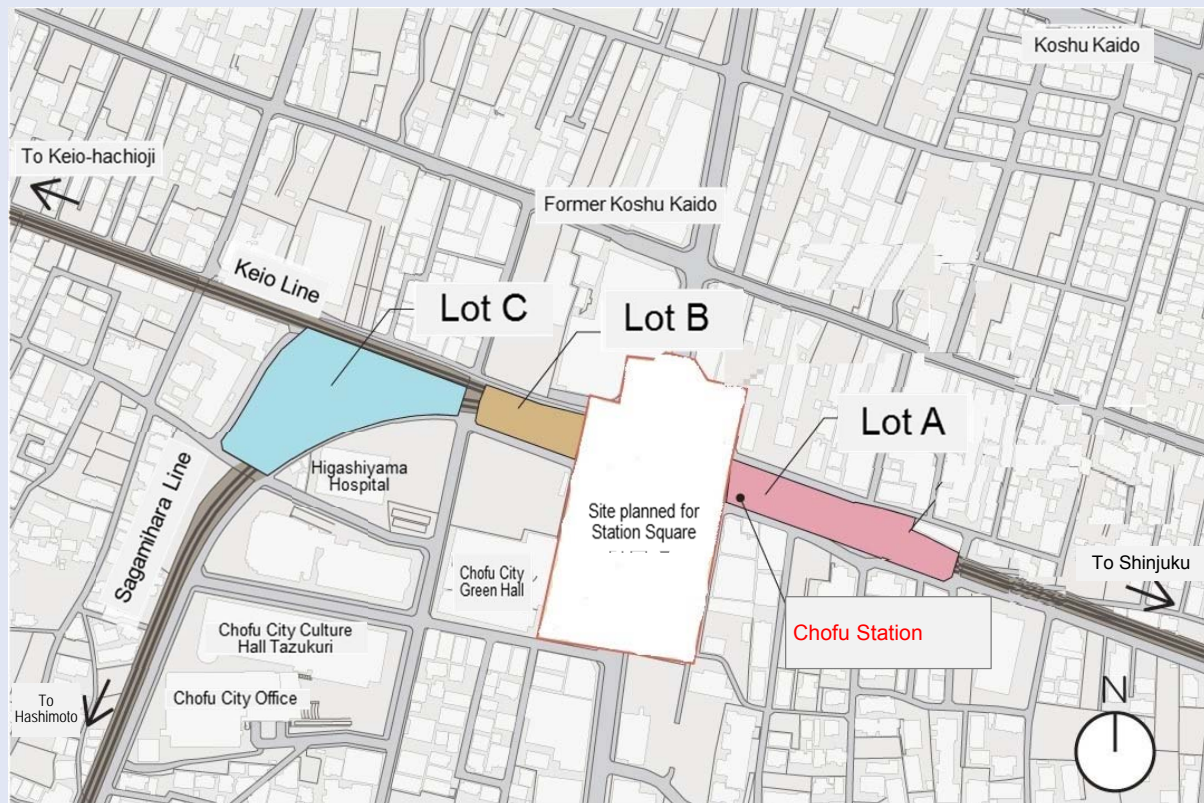 Koshu Kaido
To Keio-hachioji
Former Koshu Kaido
Keio Line
Lot C
Lot B
Lot A
Higashiyama
Hospital
Site planned for
Station Square
Sagamihara Line
To Shinjuku
Chofu City
Green Hall
Chofu Station
Chofu City Culture
Hall Tazukuri
Chofu City Office
To
Hashimoto
N